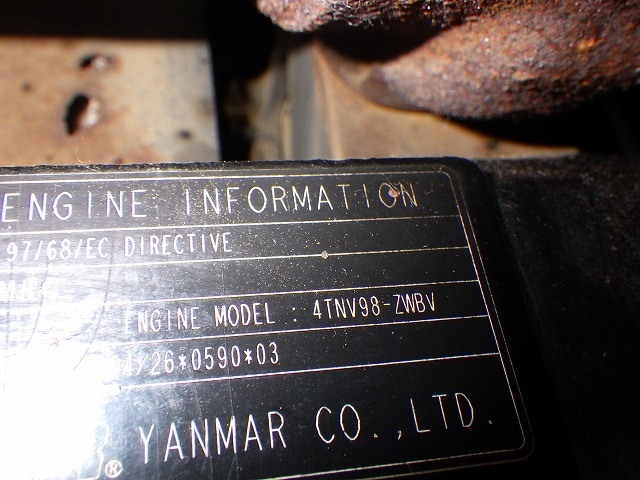 ENGINE INFORMATION
97/68/EC DIRECTIVE
ENGINE MODEL : 4TNV98-ZWBV
/26*0590*03
® YANMAR CO.,LTD.